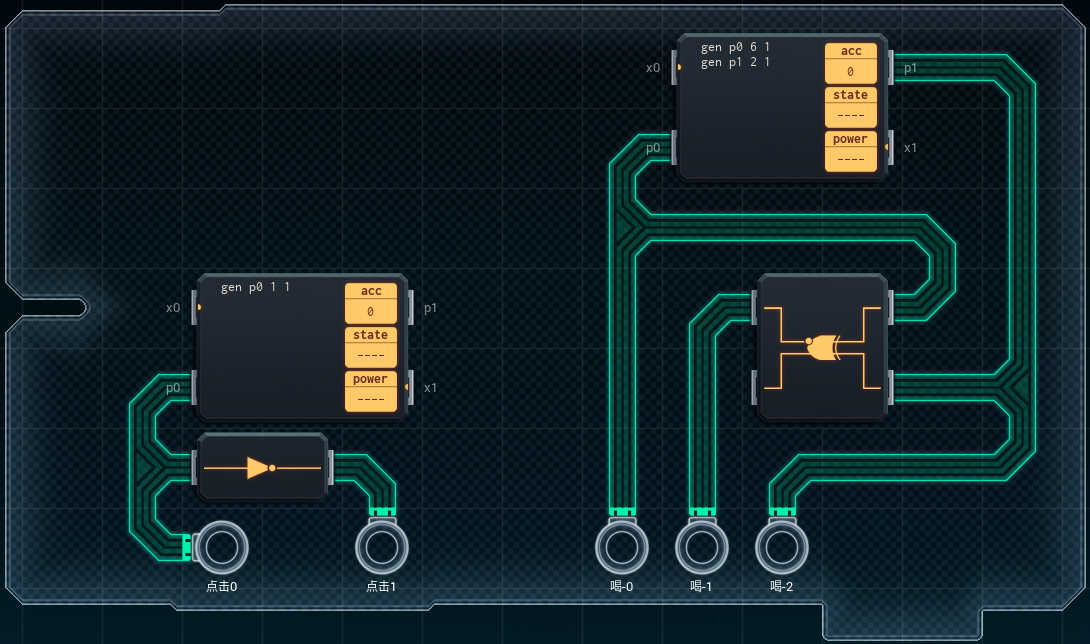 gen p0 6 1
gen p1 2 1
acc
0
state
----
power
----
x0
p1
p0
x1
gen p0 1 1
acc
0
state
----
power
----
x0
p1
p0
x1
点击0
点击1
喝-0
喝-1
喝-2